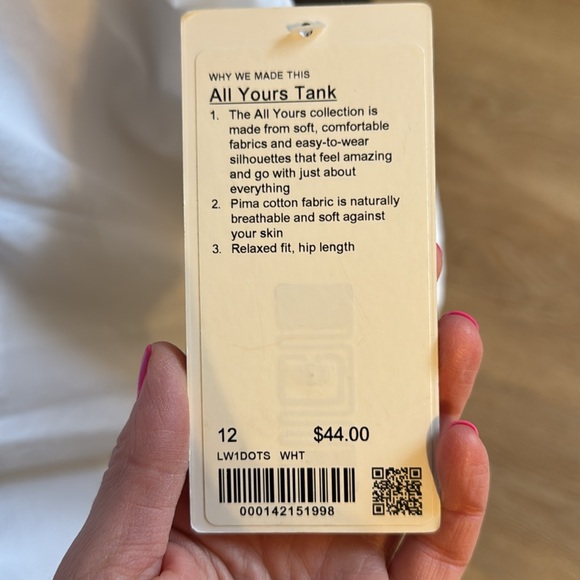 WHY WE MADE THIS
All Yours Tank
1. The All Yours collection is
made from soft, comfortable
fabrics and easy-to-wear
silhouettes that feel amazing
and go with just about
everything
2. Pima cotton fabric is naturally
breathable and soft against
your skin
3. Relaxed fit, hip length
12 $44.00
LW1DOTS WHT
000142151998